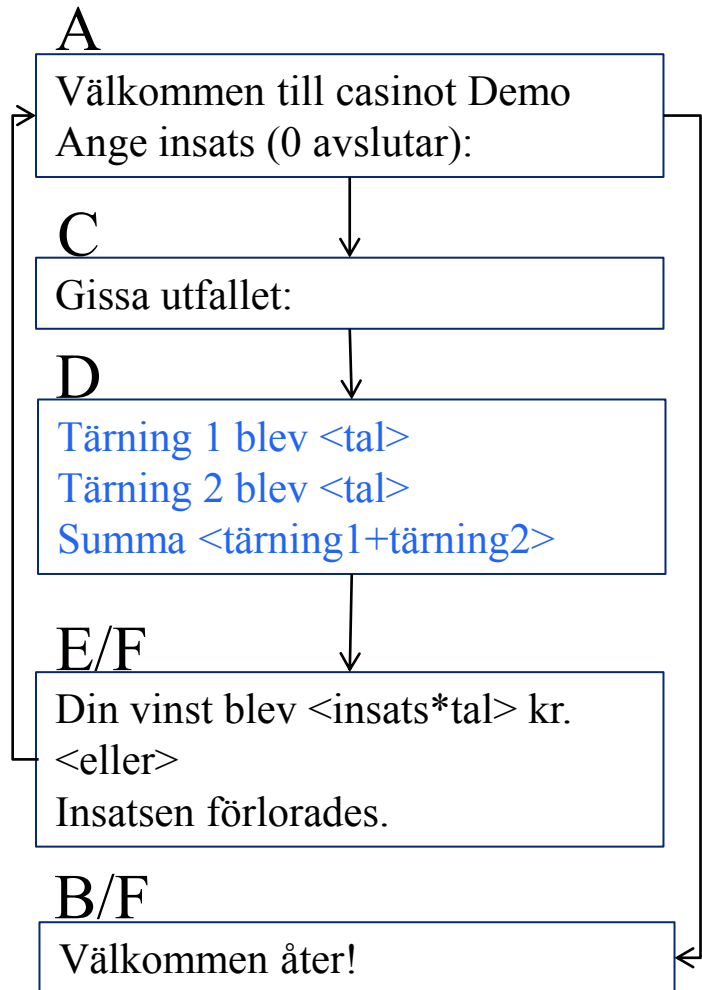 A
Välkommen till casinot Demo
Ange insats (0 avslutar):
C
Gissa utfallet:
D
Tärning 1 blev <tal>
Tärning 2 blev <tal>
Summa <tärning1+tärning2>
E/F
Din vinst blev <insats*tal> kr.
<eller>
Insatsen förlorades.
B/F
Välkommen åter!